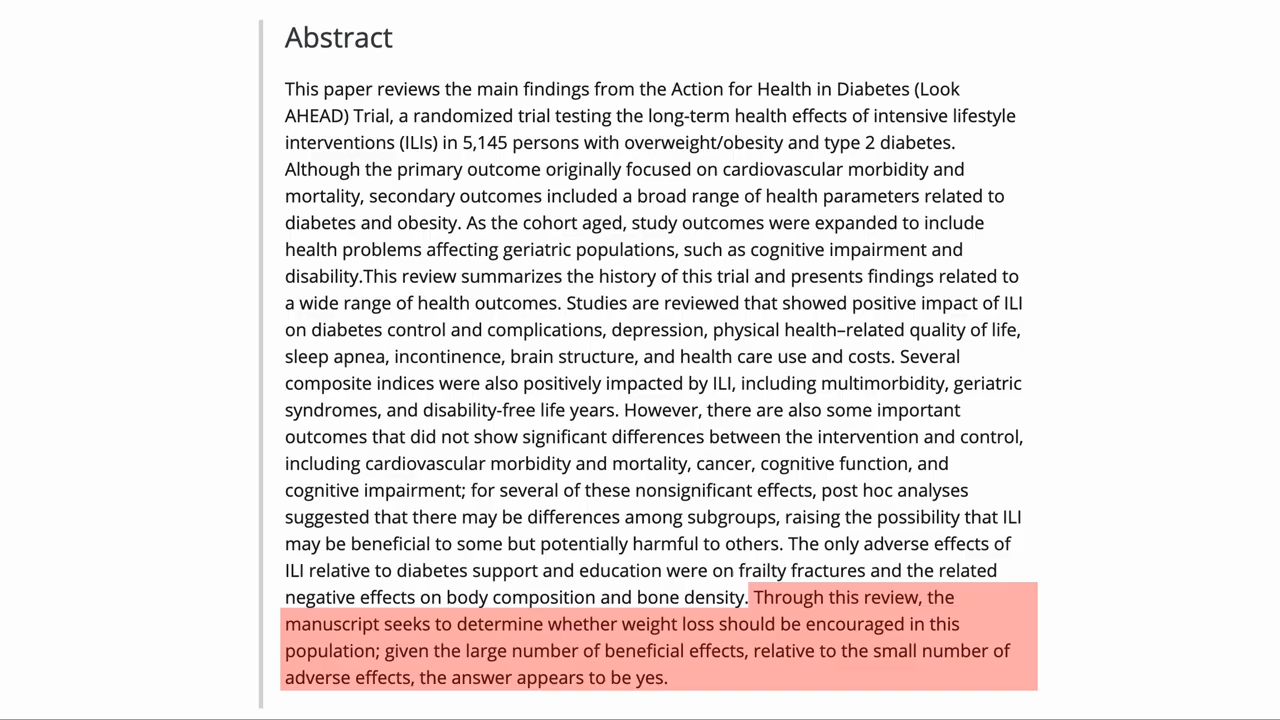 Abstract
This paper reviews the main findings from the Action for Health in Diabetes (Look
AHEAD) Trial, a randomized trial testing the long-term health effects of intensive lifestyle
interventions (ILIs) in 5,145 persons with overweight/obesity and type 2 diabetes.
Although the primary outcome originally focused on cardiovascular morbidity and
mortality, secondary outcomes included a broad range of health parameters related to
diabetes and obesity. As the cohort aged, study outcomes were expanded to include
health problems affecting geriatric populations, such as cognitive impairment and
disability.This review summarizes the history of this trial and presents findings related to
a wide range of health outcomes. Studies are reviewed that showed positive impact of ILI
on diabetes control and complications, depression, physical health–related quality of life,
sleep apnea, incontinence, brain structure, and health care use and costs. Several
composite indices were also positively impacted by ILI, including multimorbidity, geriatric
syndromes, and disability-free life years. However, there are also some important
outcomes that did not show significant differences between the intervention and control,
including cardiovascular morbidity and mortality, cancer, cognitive function, and
cognitive impairment; for several of these nonsignificant effects, post hoc analyses
suggested that there may be differences among subgroups, raising the possibility that ILI
may be beneficial to some but potentially harmful to others. The only adverse effects of
ILI relative to diabetes support and education were on frailty fractures and the related
negative effects on body composition and bone density. Through this review, the
manuscript seeks to determine whether weight loss should be encouraged in this
population; given the large number of beneficial effects, relative to the small number of
adverse effects, the answer appears to be yes.